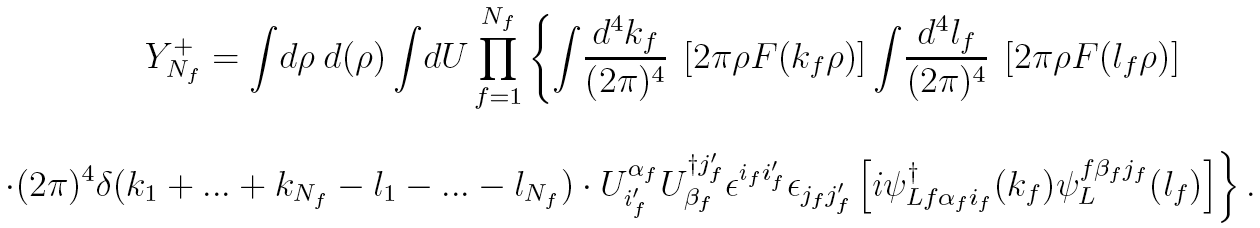 Y^+_{N_f} = \int d\rho \, d(\rho) \int dU \prod_{f=1}^{N_f} \left\{ \int \frac{d^4 k_f}{(2\pi)^4} \, [2\pi\rho F(k_f\rho)] \int \frac{d^4 l_f}{(2\pi)^4} \, [2\pi\rho F(l_f\rho)] \right.
\left. \cdot (2\pi)^4 \delta(k_1 + ... + k_{N_f} - l_1 - ... - l_{N_f}) \cdot U^{\alpha_f}_{i'_f} U^{\dagger j'_f}_{\beta_f} \epsilon^{i_f i'_f} \epsilon_{j_f j'_f} \left[ i\psi^\dagger_{L f \alpha_f i_f}(k_f) \psi^{f \beta_f j_f}_L(l_f) \right] \right\}.